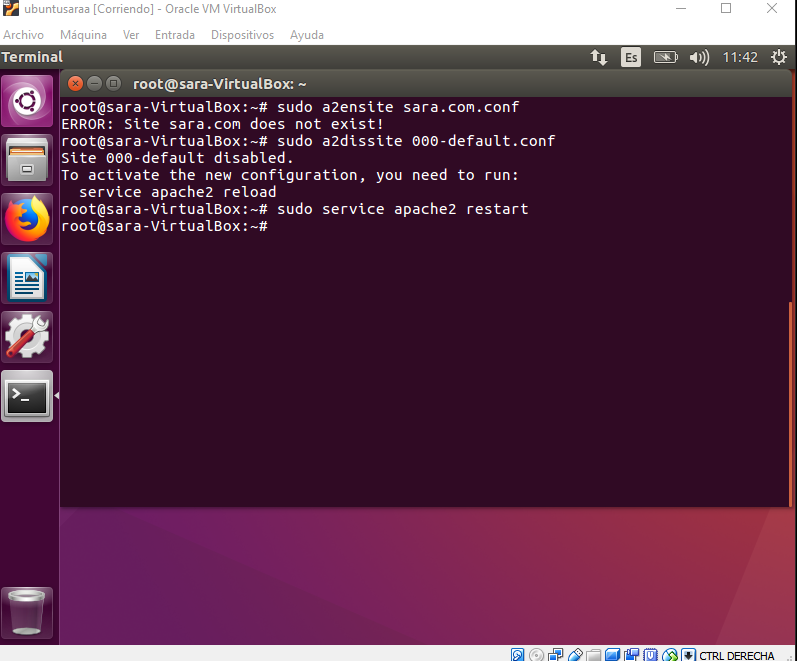 ubuntusaraa [Corriendo] - Oracle VM VirtualBox
Archivo Máquina Ver Entrada Dispositivos Ayuda
Terminal Es 11:42
root@sara-VirtualBox: ~
root@sara-VirtualBox:~# sudo a2ensite sara.com.conf
ERROR: Site sara.com does not exist!
root@sara-VirtualBox:~# sudo a2dissite 000-default.conf
Site 000-default disabled.
To activate the new configuration, you need to run:
  service apache2 reload
root@sara-VirtualBox:~# sudo service apache2 restart
root@sara-VirtualBox:~#
CTRL DERECHA